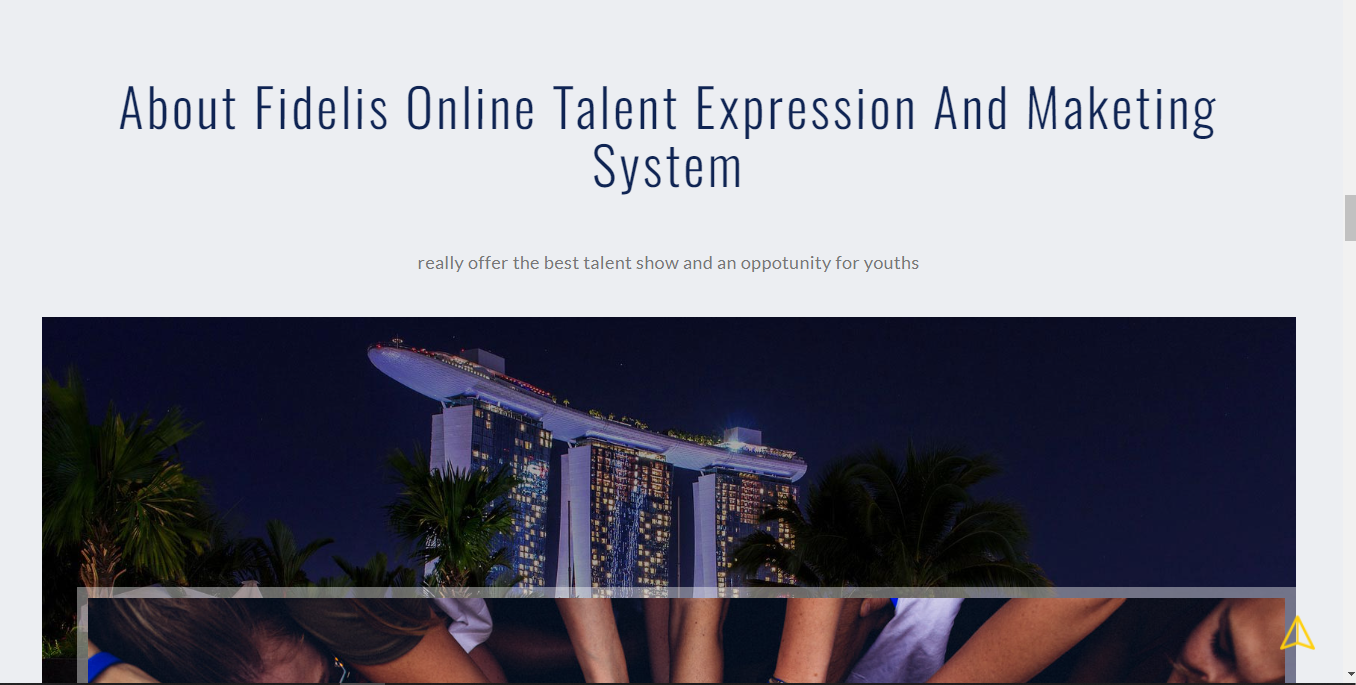 About Fidelis Online Talent Expression And Maketing
System
really offer the best talent show and an oppotunity for youths